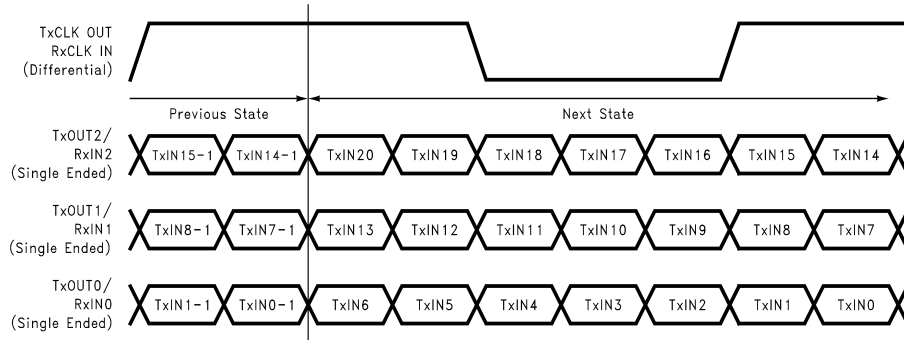 TxCLK OUT
RxCLK IN
(Differential)
Previous State
Next State
TxOUT2/
RxIN2
(Single Ended)
TxIN15-1 TxIN14-1 TxIN20 TxIN19 TxIN18 TxIN17 TxIN16 TxIN15 TxIN14
TxOUT1/
RxIN1
(Single Ended)
TxIN8-1 TxIN7-1 TxIN13 TxIN12 TxIN11 TxIN10 TxIN9 TxIN8 TxIN7
TxOUT0/
RxIN0
(Single Ended)
TxIN1-1 TxIN0-1 TxIN6 TxIN5 TxIN4 TxIN3 TxIN2 TxIN1 TxIN0